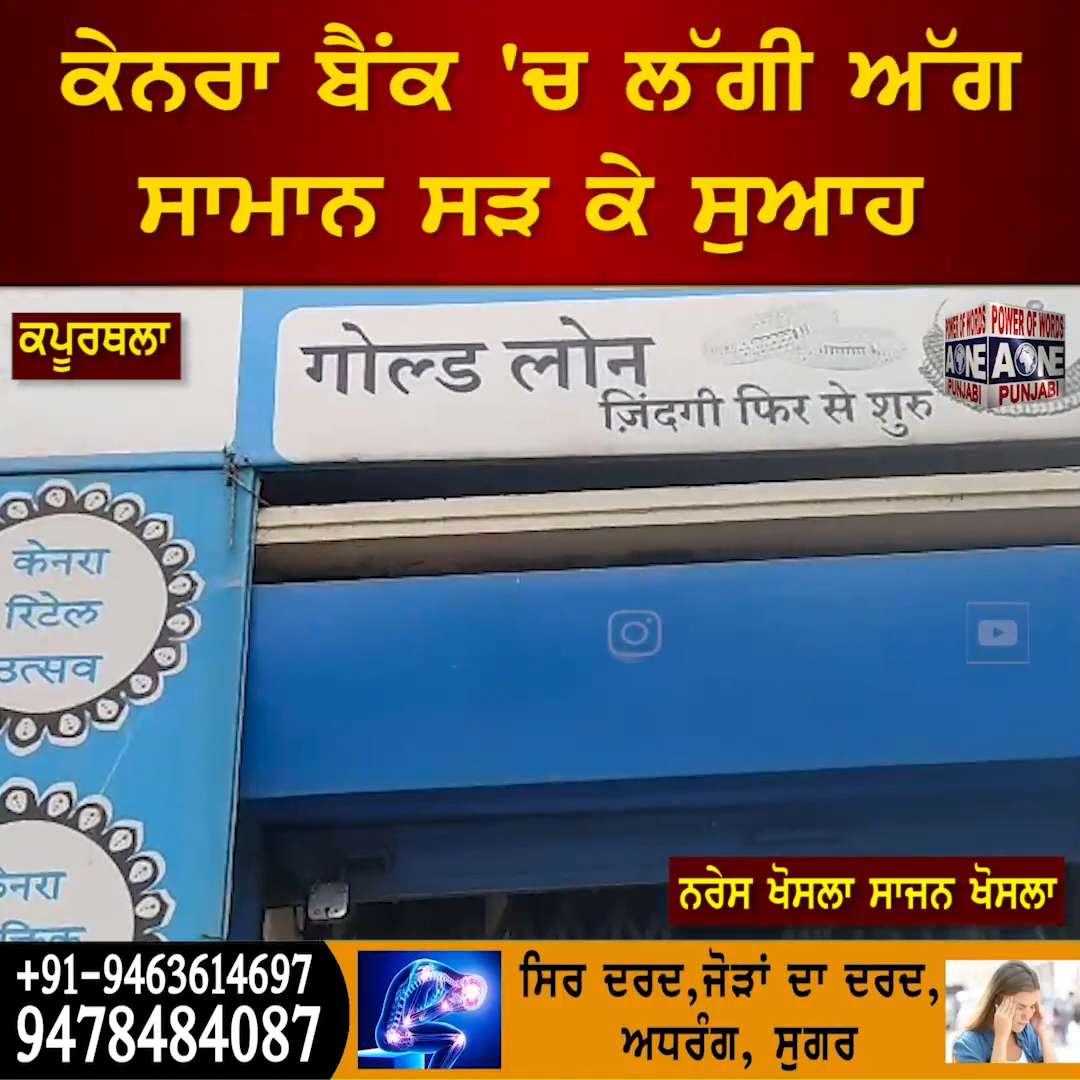 ਕੇਨਰਾ ਬੈਂਕ 'ਚ ਲੱਗੀ ਅੱਗ
ਸਾਮਾਨ ਸੜ ਕੇ ਸੁਆਹ
ਕਪੂਰਥਲਾ
गोल्ड लोन
ज़िंदगी फिर से शुरु
POWER OF WORDS POWER OF WORDS
AONE AONE
PUNJABI PUNJABI
केनरा
रिटेल
उत्सव
ਨਰੇਸ ਖੋਸਲਾ ਸਾਜਨ ਖੋਸਲਾ
+91-9463614697
9478484087
ਸਿਰ ਦਰਦ,ਜੋੜਾਂ ਦਾ ਦਰਦ,
ਅਧਰੰਗ, ਸੁਗਰ